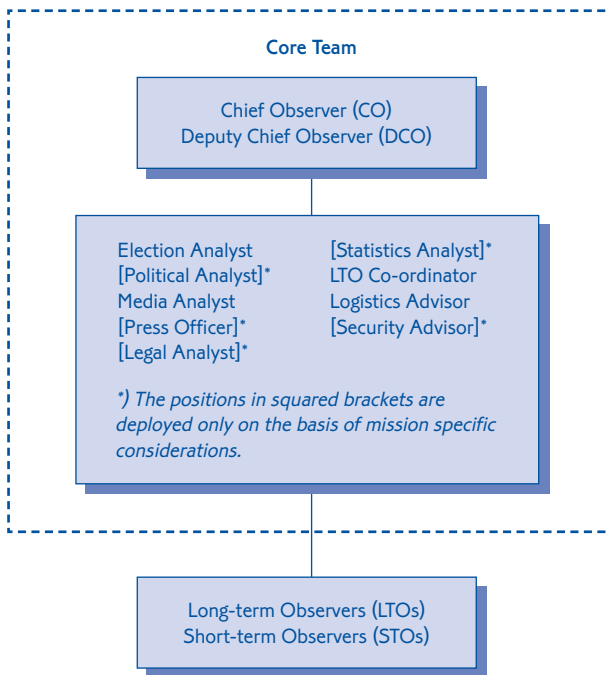 Core Team
Chief Observer (CO)
Deputy Chief Observer (DCO)
Election Analyst
[Political Analyst]*
Media Analyst
[Press Officer]*
[Legal Analyst]*
[Statistics Analyst]*
LTO Co-ordinator
Logistics Advisor
[Security Advisor]*
*) The positions in squared brackets are
deployed only on the basis of mission specific
considerations.
Long-term Observers (LTOs)
Short-term Observers (STOs)